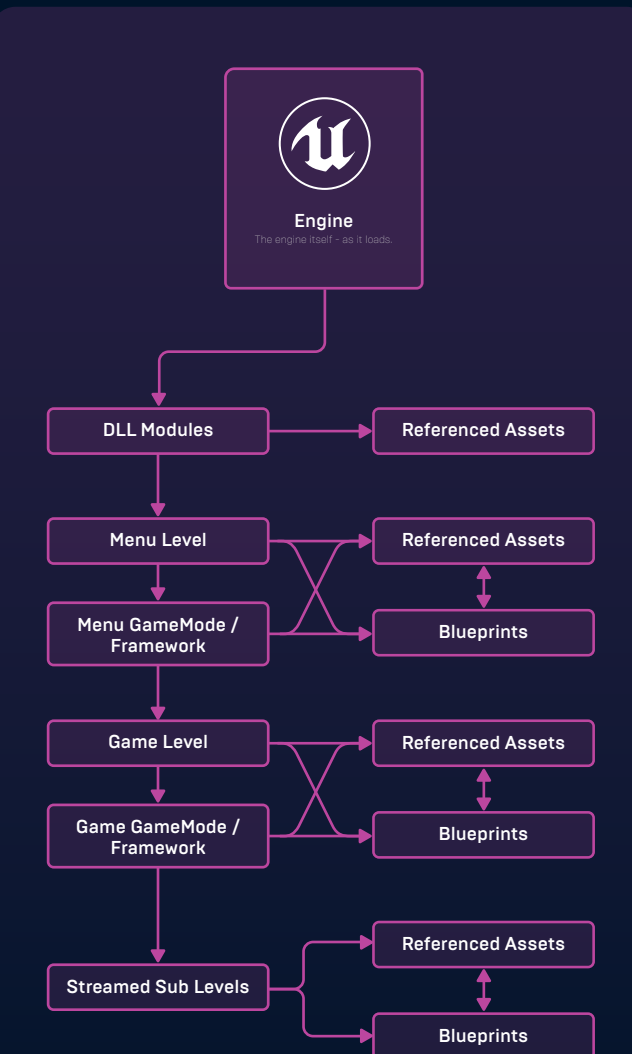 Engine
The engine itself - as it loads.
DLL Modules
Referenced Assets
Menu Level
Referenced Assets
Menu GameMode /
Framework
Blueprints
Game Level
Referenced Assets
Game GameMode /
Framework
Blueprints
Referenced Assets
Streamed Sub Levels
Blueprints